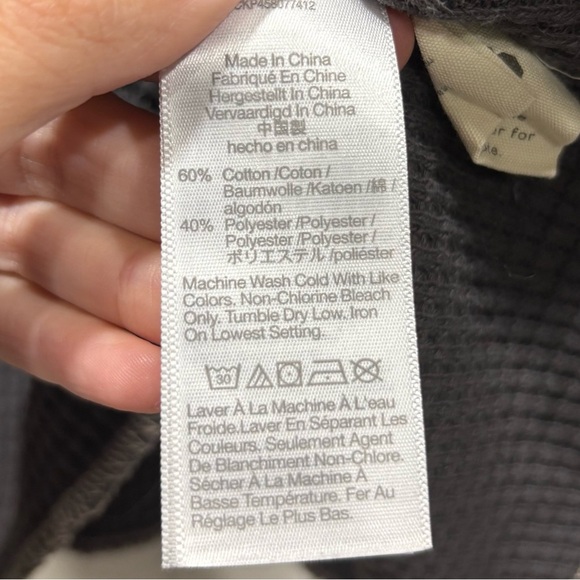 CKP458077412
Made In China
Fabriqué En Chine
Hergestellt In China
Vervaardigd In China
中国製
hecho en china
60% Cotton /Coton /
Baumwolle /Katoen /綿 /
algodón
40% Polyester /Polyester /
Polyester /Polyester /
ポリエステル /poliéster
Machine Wash Cold With Like
Colors. Non-Chlorine Bleach
Only. Tumble Dry Low. Iron
On Lowest Setting.
30
Laver À La Machine À L'eau
Froide.Laver En Séparant Les
Couleurs. Seulement Agent
De Blanchiment Non-Chlore.
Sécher À La Machine À
Basse Température. Fer Au
Réglage Le Plus Bas.
for